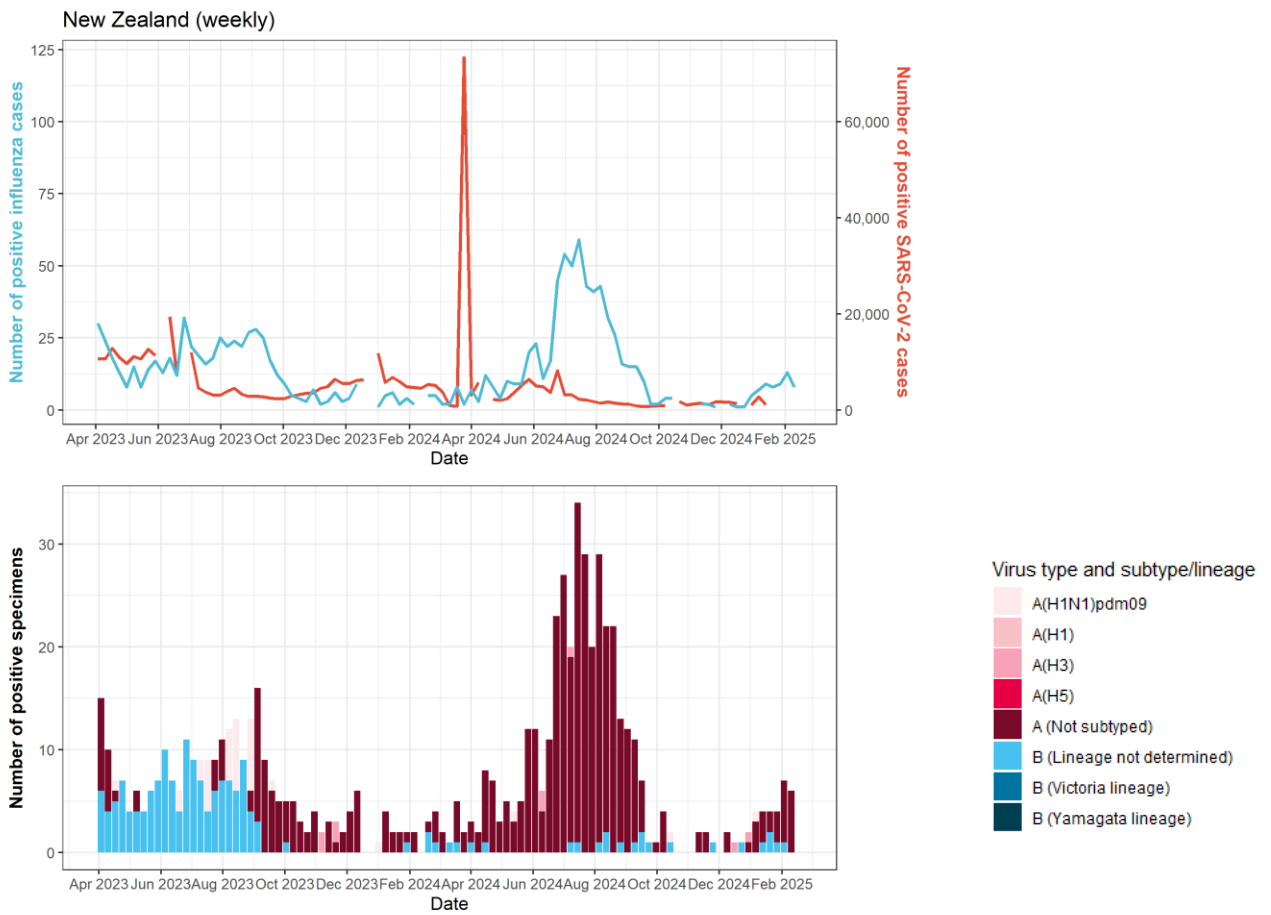 New Zealand (weekly)
Number of positive influenza cases
125
100
75
50
25
0
60,000
40,000
20,000
0
Number of positive SARS-CoV-2 cases
Apr 2023 Jun 2023 Aug 2023 Oct 2023 Dec 2023 Feb 2024 Apr 2024 Jun 2024 Aug 2024 Oct 2024 Dec 2024 Feb 2025
Date
Number of positive specimens
30
20
10
0
Apr 2023 Jun 2023 Aug 2023 Oct 2023 Dec 2023 Feb 2024 Apr 2024 Jun 2024 Aug 2024 Oct 2024 Dec 2024 Feb 2025
Date
Virus type and subtype/lineage
A(H1N1)pdm09
A(H1)
A(H3)
A(H5)
A (Not subtyped)
B (Lineage not determined)
B (Victoria lineage)
B (Yamagata lineage)